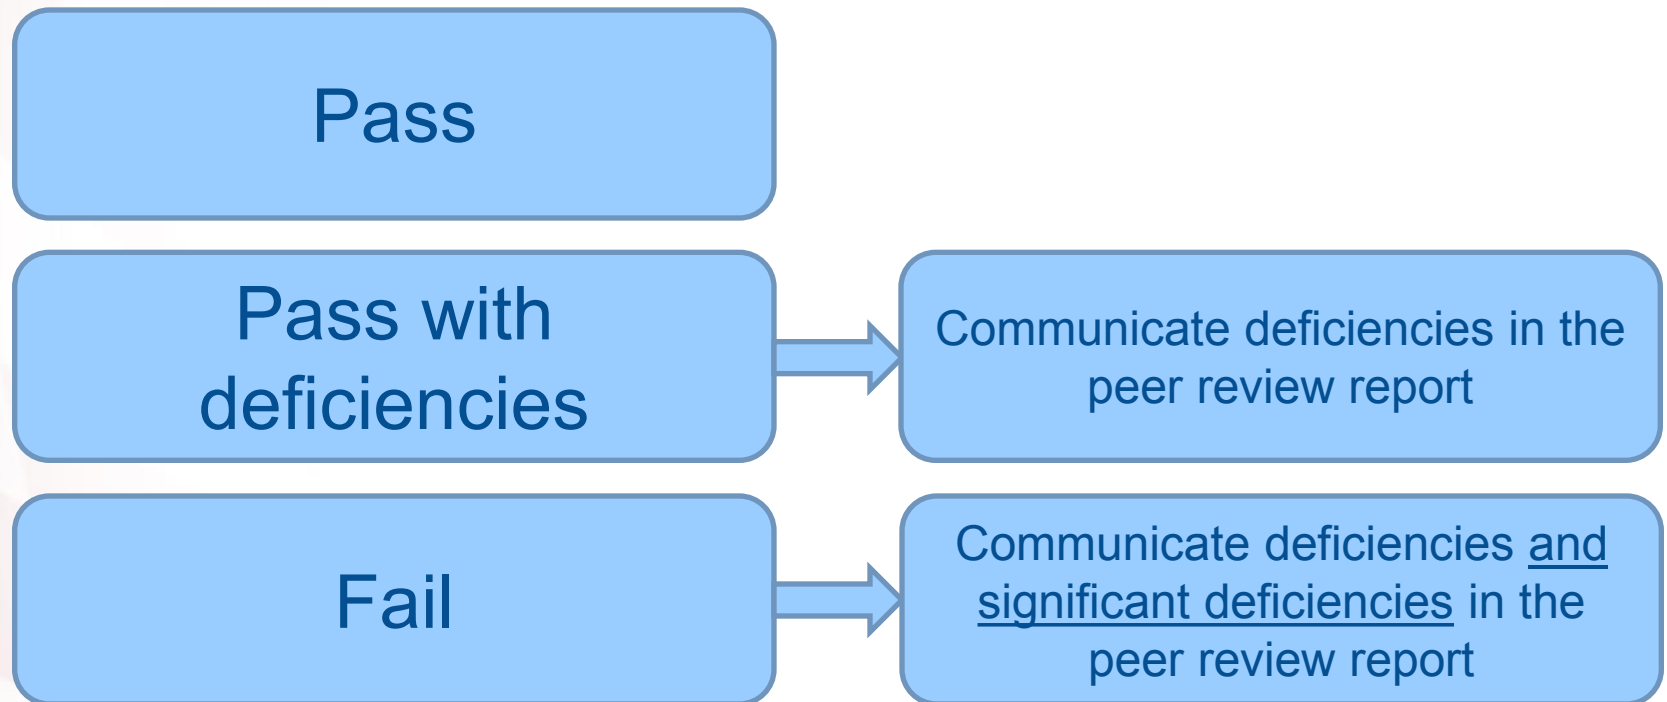 Pass
Pass with
deficiencies
Communicate deficiencies in the
peer review report
Fail
Communicate deficiencies and
significant deficiencies in the
peer review report